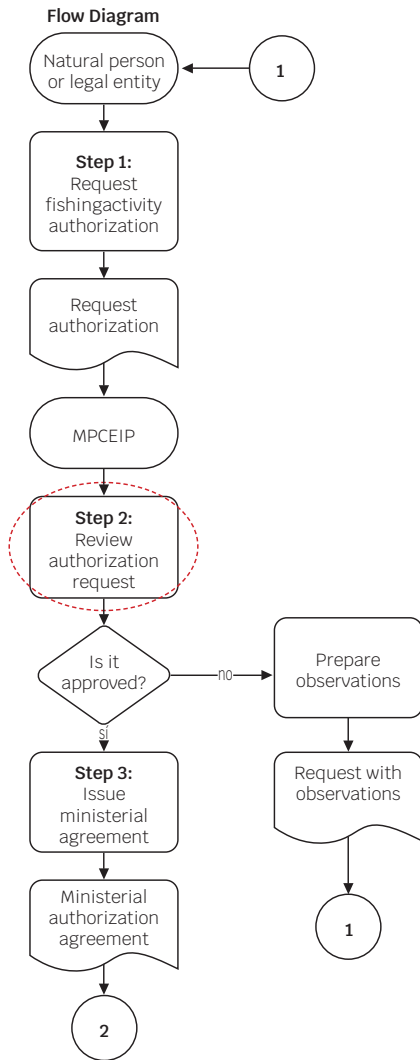 Flow Diagram
Natural person
or legal entity
1
Step 1:
Request
fishingactivity
authorization
Request
authorization
MPCEIP
Step 2:
Review
authorization
request
Is it
approved?
no
Prepare
observations
sí
Step 3:
Issue
ministerial
agreement
Request with
observations
Ministerial
authorization
agreement
1
2